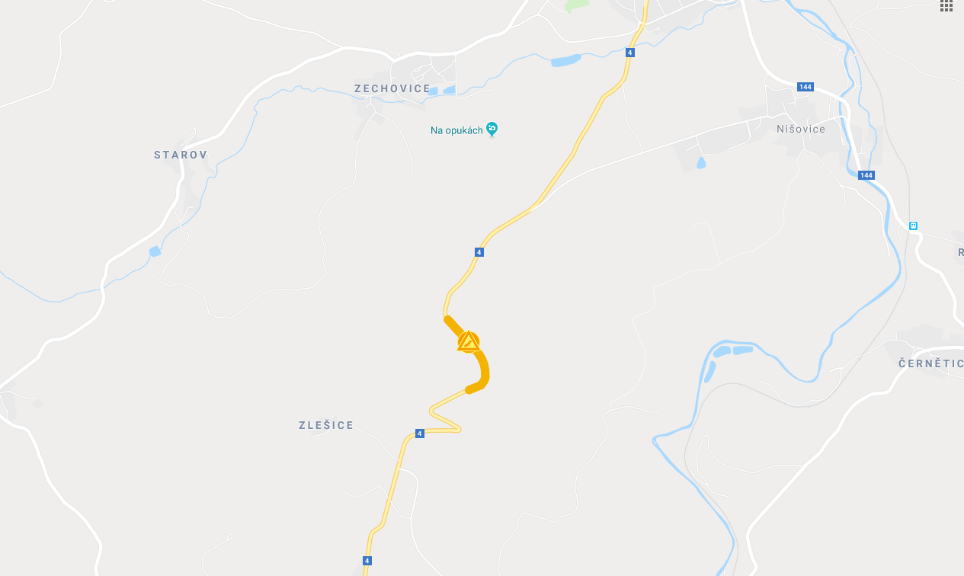 4
ZECHOVICE
144
Na opukách
Nišovice
STAROV
144
4
ČERNĚTIC
ZLEŠICE
4
4